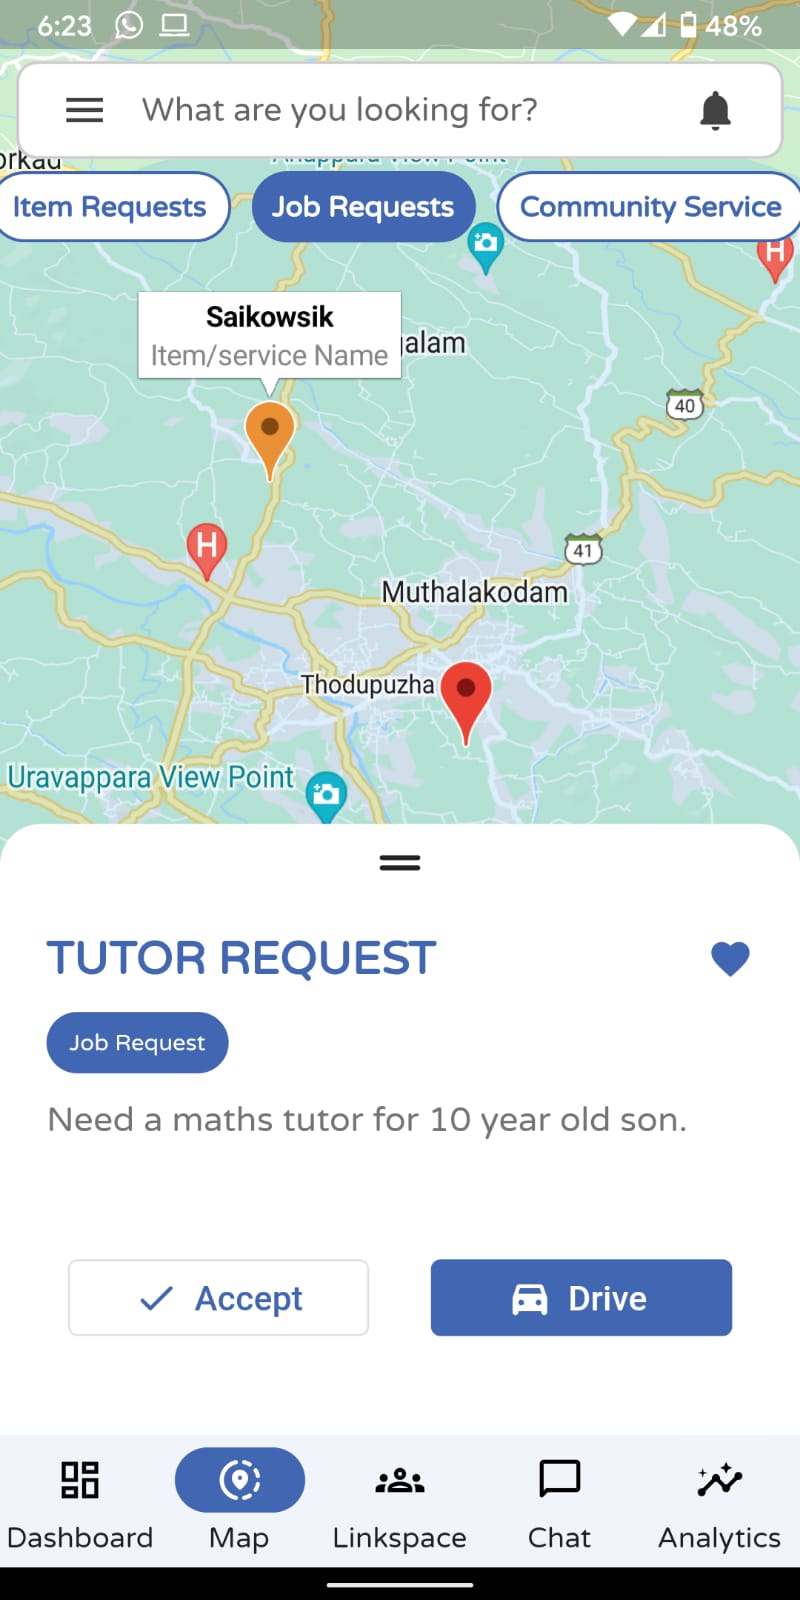 6:23 48%
What are you looking for?
Item Requests Job Requests Community Service
H
Saikowsik
Item/service Name
alam
40
H
41
Muthalakodam
Thodupuzha
Uravappara View Point
TUTOR REQUEST
Job Request
Need a maths tutor for 10 year old son.
Accept Drive
Dashboard Map Linkspace Chat Analytics